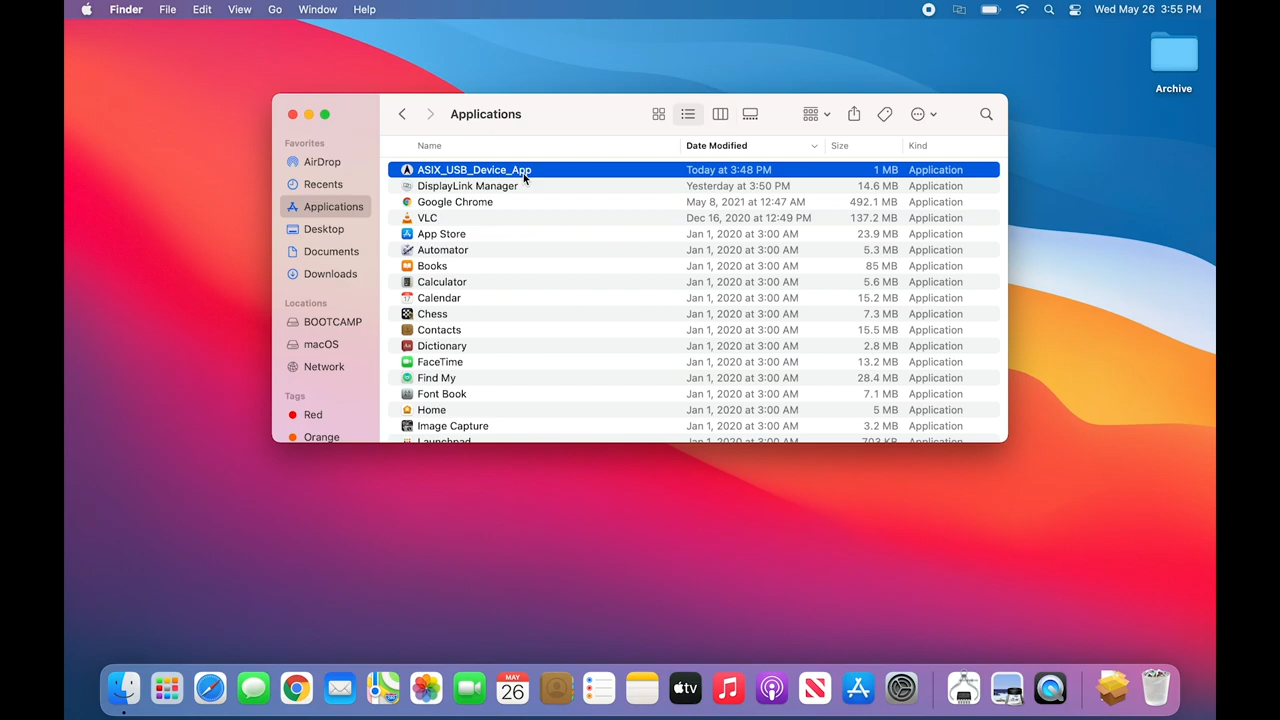 Finder File Edit View Go Window Help Wed May 26 3:55 PM
Archive
Applications
Favorites
AirDrop
Recents
Applications
Desktop
Documents
Downloads
Locations
BOOTCAMP
macOS
Network
Tags
Red
Orange
Name Date Modified Size Kind
ASIX_USB_Device_App Today at 3:48 PM 1 MB Application
DisplayLink Manager Yesterday at 3:50 PM 14.6 MB Application
Google Chrome May 8, 2021 at 12:47 AM 492.1 MB Application
VLC Dec 16, 2020 at 12:49 PM 137.2 MB Application
App Store Jan 1, 2020 at 3:00 AM 23.9 MB Application
Automator Jan 1, 2020 at 3:00 AM 5.3 MB Application
Books Jan 1, 2020 at 3:00 AM 85 MB Application
Calculator Jan 1, 2020 at 3:00 AM 5.6 MB Application
Calendar Jan 1, 2020 at 3:00 AM 15.2 MB Application
Chess Jan 1, 2020 at 3:00 AM 7.3 MB Application
Contacts Jan 1, 2020 at 3:00 AM 15.5 MB Application
Dictionary Jan 1, 2020 at 3:00 AM 2.8 MB Application
FaceTime Jan 1, 2020 at 3:00 AM 13.2 MB Application
Find My Jan 1, 2020 at 3:00 AM 28.4 MB Application
Font Book Jan 1, 2020 at 3:00 AM 7.1 MB Application
Home Jan 1, 2020 at 3:00 AM 5 MB Application
Image Capture Jan 1, 2020 at 3:00 AM 3.2 MB Application
Launchpad Jan 1, 2020 at 3:00 AM 703 KB Application
MAY
26
tv